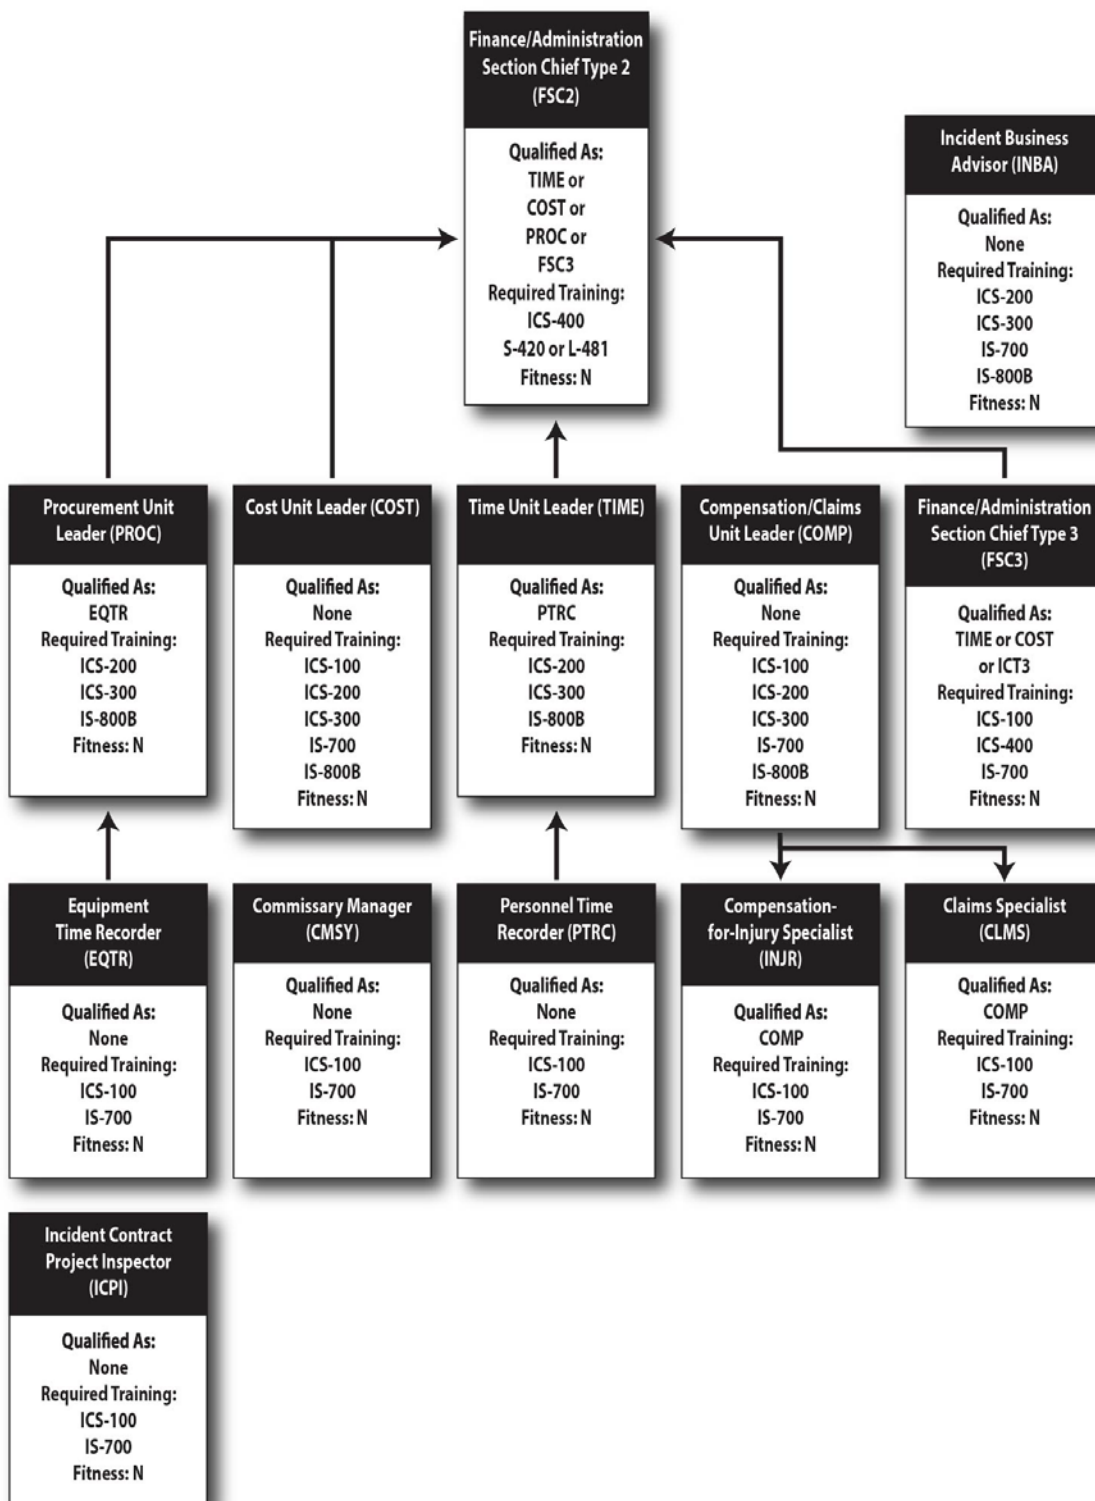 Finance/Administration
Section Chief Type 2
(FSC2)
Qualified As:
TIME or
COST or
PROC or
FSC3
Required Training:
ICS-400
S-420 or L-481
Fitness: N
Incident Business
Advisor (INBA)
Qualified As:
None
Required Training:
ICS-200
ICS-300
IS-700
IS-800B
Fitness: N
Procurement Unit
Leader (PROC)
Qualified As:
EQTR
Required Training:
ICS-200
ICS-300
IS-800B
Fitness: N
Cost Unit Leader (COST)
Qualified As:
None
Required Training:
ICS-100
ICS-200
ICS-300
IS-700
IS-800B
Fitness: N
Time Unit Leader (TIME)
Qualified As:
PTRC
Required Training:
ICS-200
ICS-300
IS-800B
Fitness: N
Compensation/Claims
Unit Leader (COMP)
Qualified As:
None
Required Training:
ICS-100
ICS-200
ICS-300
IS-700
IS-800B
Fitness: N
Finance/Administration
Section Chief Type 3
(FSC3)
Qualified As:
TIME or COST
or ICT3
Required Training:
ICS-100
ICS-400
IS-700
Fitness: N
Equipment
Time Recorder
(EQTR)
Qualified As:
None
Required Training:
ICS-100
IS-700
Fitness: N
Commissary Manager
(CMSY)
Qualified As:
None
Required Training:
ICS-100
IS-700
Fitness: N
Personnel Time
Recorder (PTRC)
Qualified As:
None
Required Training:
ICS-100
IS-700
Fitness: N
Compensation-
for-Injury Specialist
(INJR)
Qualified As:
COMP
Required Training:
ICS-100
IS-700
Fitness: N
Claims Specialist
(CLMS)
Qualified As:
COMP
Required Training:
ICS-100
IS-700
Fitness: N
Incident Contract
Project Inspector
(ICPI)
Qualified As:
None
Required Training:
ICS-100
IS-700
Fitness: N